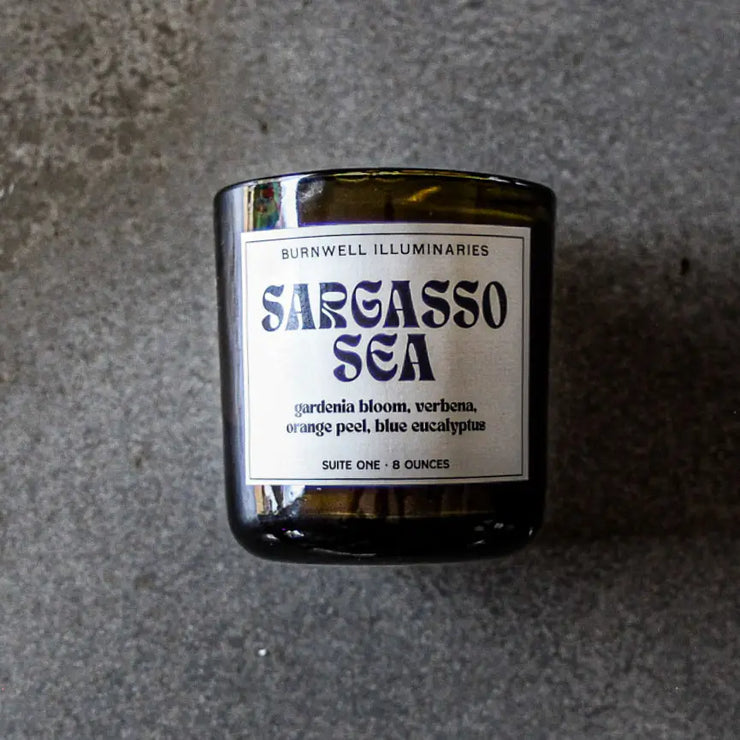 BURNWELL ILLUMINARIES
SARGASSO
SEA
gardenia bloom, verbena,
orange peel, blue eucalyptus
SUITE ONE · 8 OUNCES